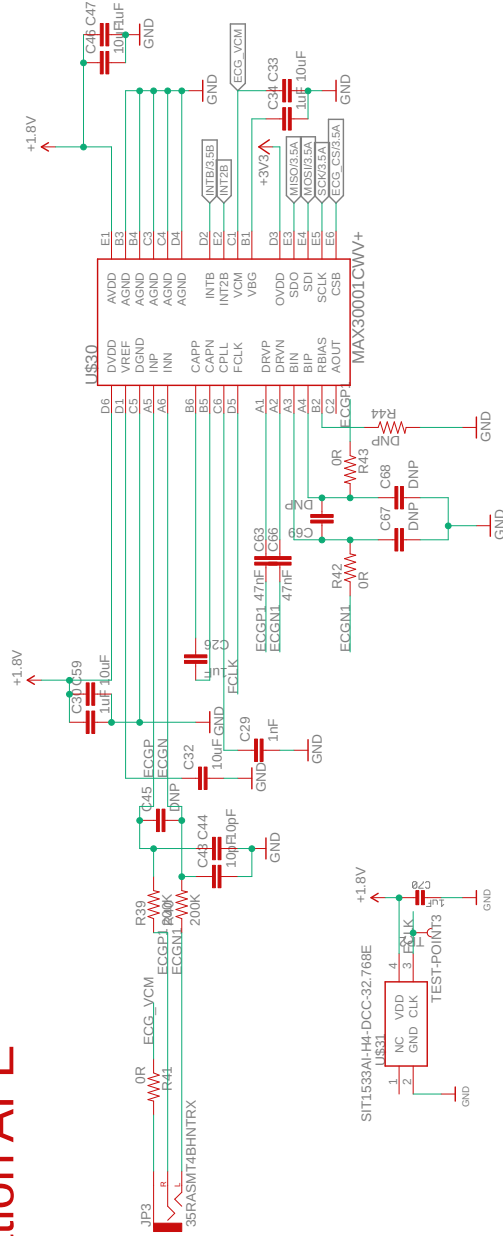 +1.8V
C46 C47
10uF 1uF
GND
ECG_VCM
C34 C33
1uF 10uF
GND
GND
+3V3
INTB/3.5B
INT2B
MISO/3.5A
MOSI/3.5A
SCK/3.5A
ECG_CS/3.5A
E1
B3
B4
C3
C4
D4
D2
E2
C1
B1
D3
E3
E4
E5
E6
AVDD
AGND
AGND
AGND
AGND
AGND
INTB
INT2B
VCM
VBG
OVDD
SDO
SDI
SCLK
CSB
U$30
MAX30001CWV+
DVDD
VREF
DGND
INP
INN
CAPP
CAPN
CPLL
FCLK
DRVP
DRVN
BIN
BIP
RBIAS
AOUT
D6
D1
C5
A5
A6
B6
B5
C6
D5
A1
A2
A3
A4
B2
C2
ECGP1
R44
DNP
GND
0R
R43
C68
DNP
C67
DNP
GND
DNP
C69
R42
0R
ECGN1
C63
47nF
C66
47nF
ECGP1
ECGN1
C26
1uF
FCLK
+1.8V
C30 C59
1uF 10uF
GND
ECGP
ECGN
C29
1nF
GND
C32
10uF
GND
C45
DNP
C43 C44
10pF 10pF
GND
R39
200K
R40
200K
ECGP1
ECGN1
ECG_VCM
0R
R41
JP3
R
L
35RASMT4BHNTRX
tion AFE
+1.8V
C70
1uF
GND
FCLK
TP2
TEST-POINT3
SIT1533AI-H4-DCC-32.768E
U$31
4
3
VDD
CLK
NC
GND
1
2
GND